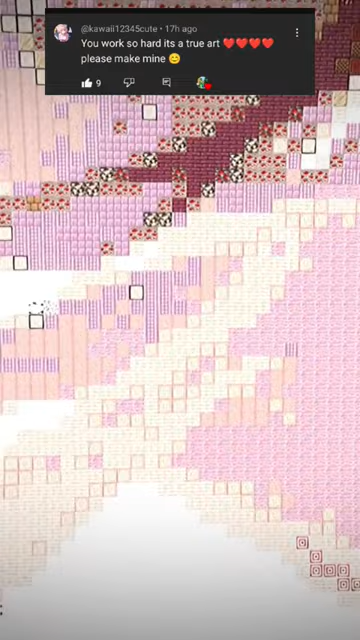 @kawaii12345cute • 17h ago
You work so hard its a true art ❤️❤️❤️❤️
please make mine 😊
9